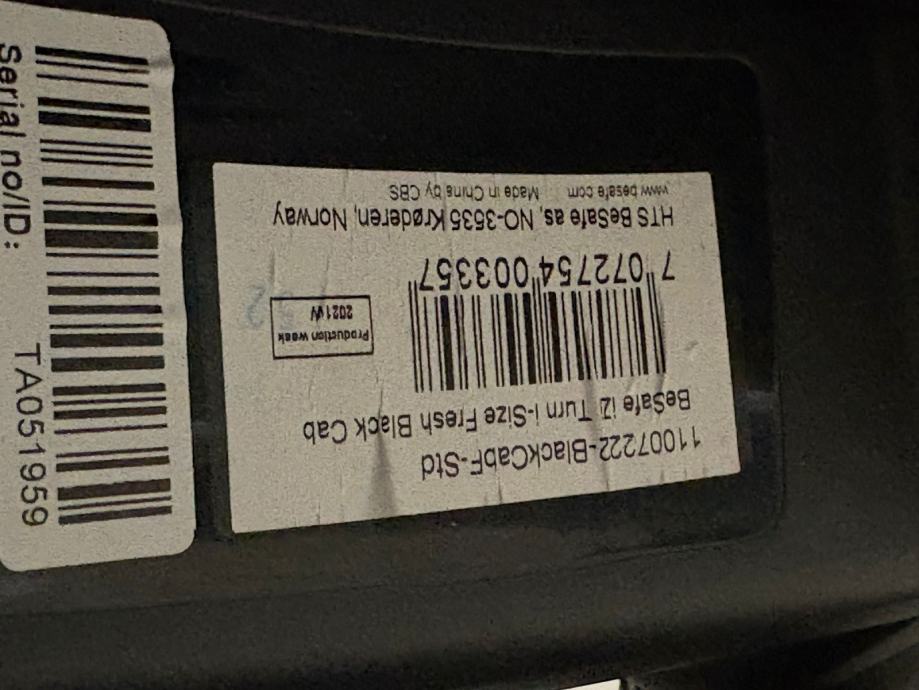 Serial no/ID: TA051959
11007222-BlackCabF-Std
BeSafe iZi Turn i-Size Fresh Black Cab
7 072754 003357
Production week
2021W
HTS BeSafe as, NO-3535 Krøderen, Norway
www.besafe.com Made in China by CBS